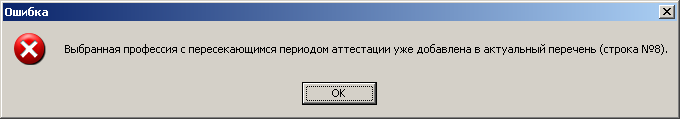 Ошибка
Выбранная профессия с пересекающимся периодом аттестации уже добавлена в актуальный перечень (строка №8).
OK